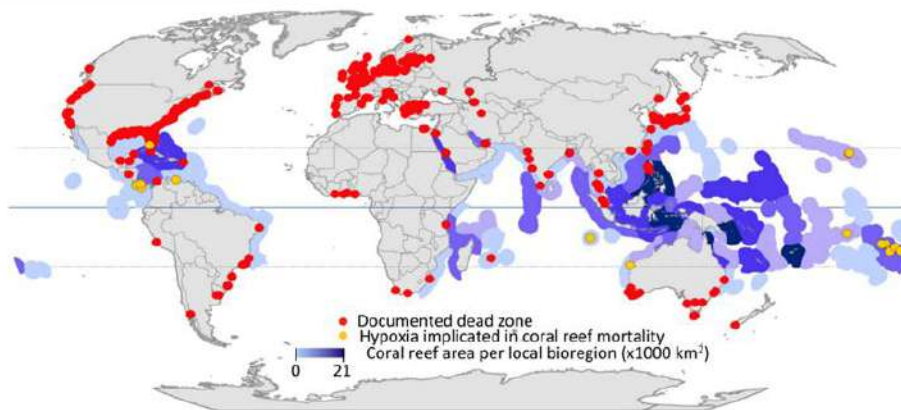 Documented dead zone
Hypoxia implicated in coral reef mortality
Coral reef area per local bioregion (x1000 km²)
0 21